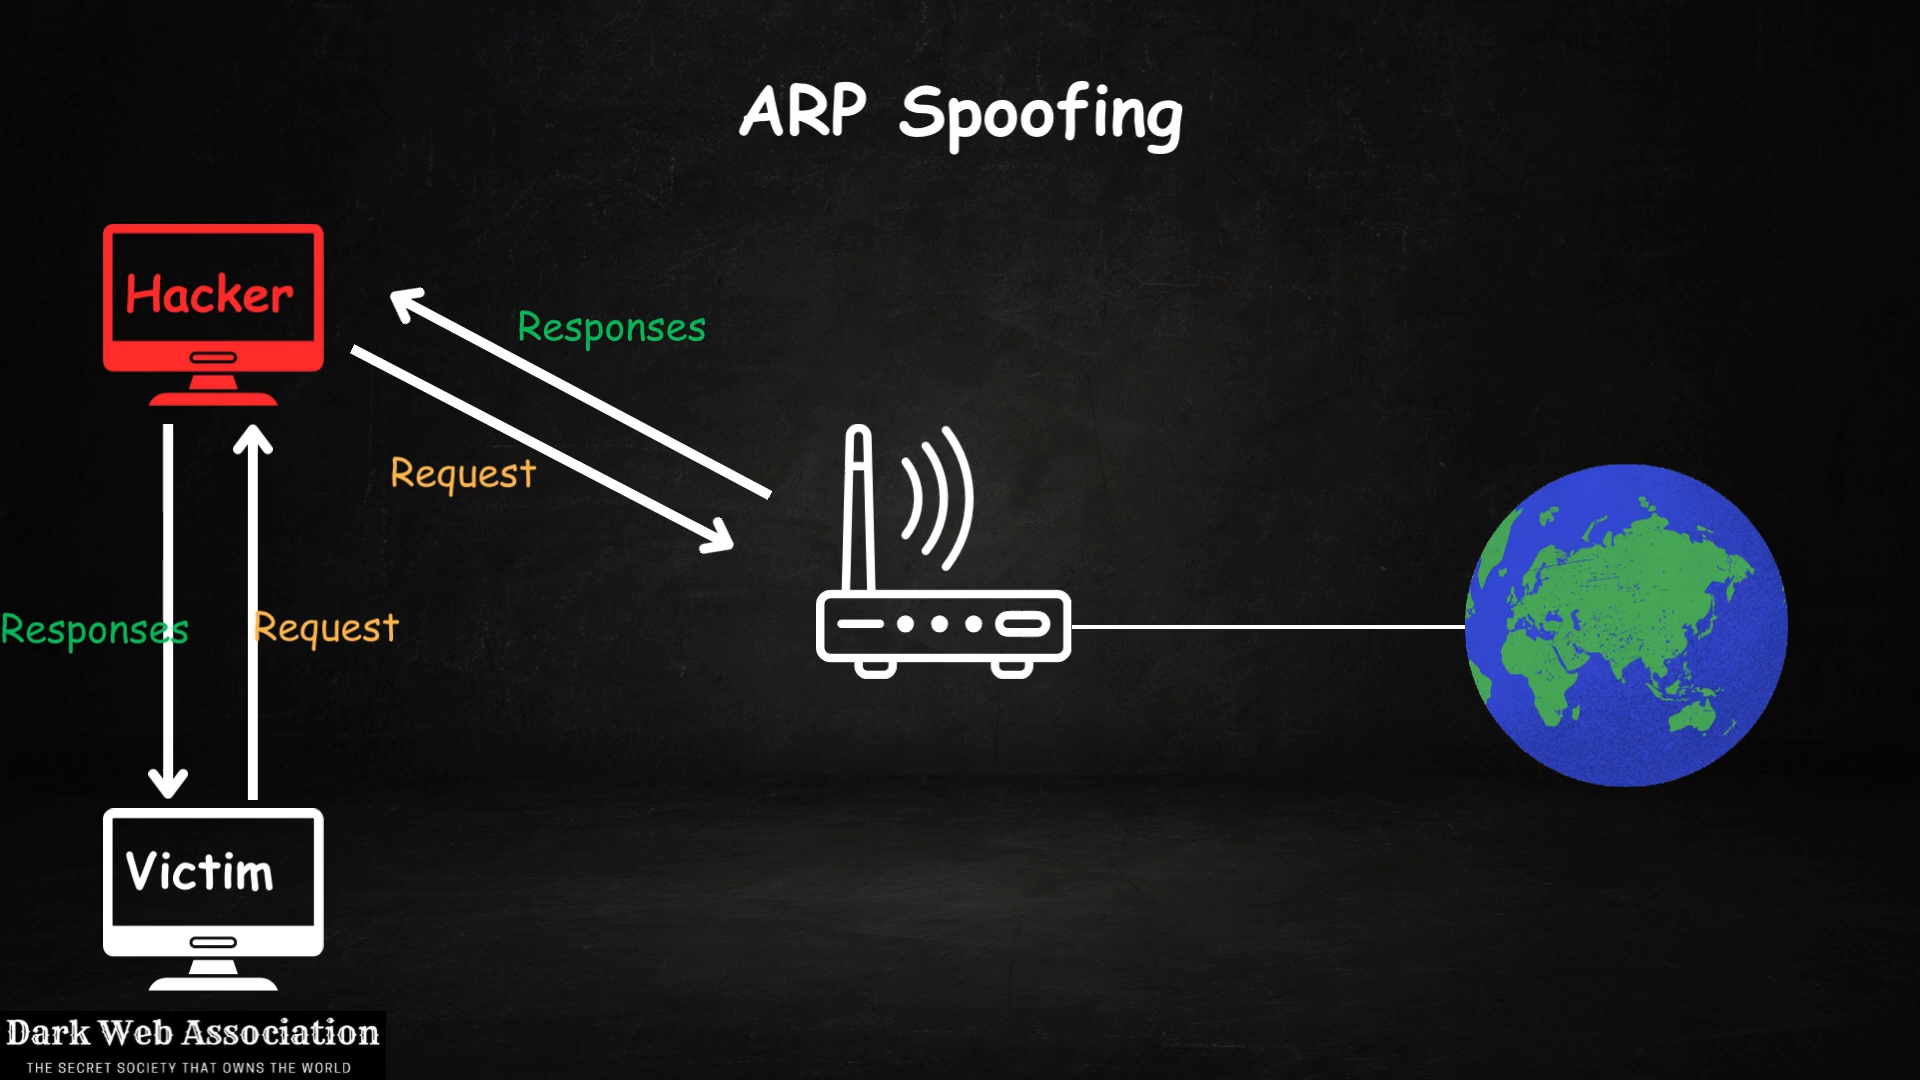 ARP Spoofing
Hacker
Responses
Request
Responses
Request
Victim
Dark Web Association
THE SECRET SOCIETY THAT OWNS THE WORLD